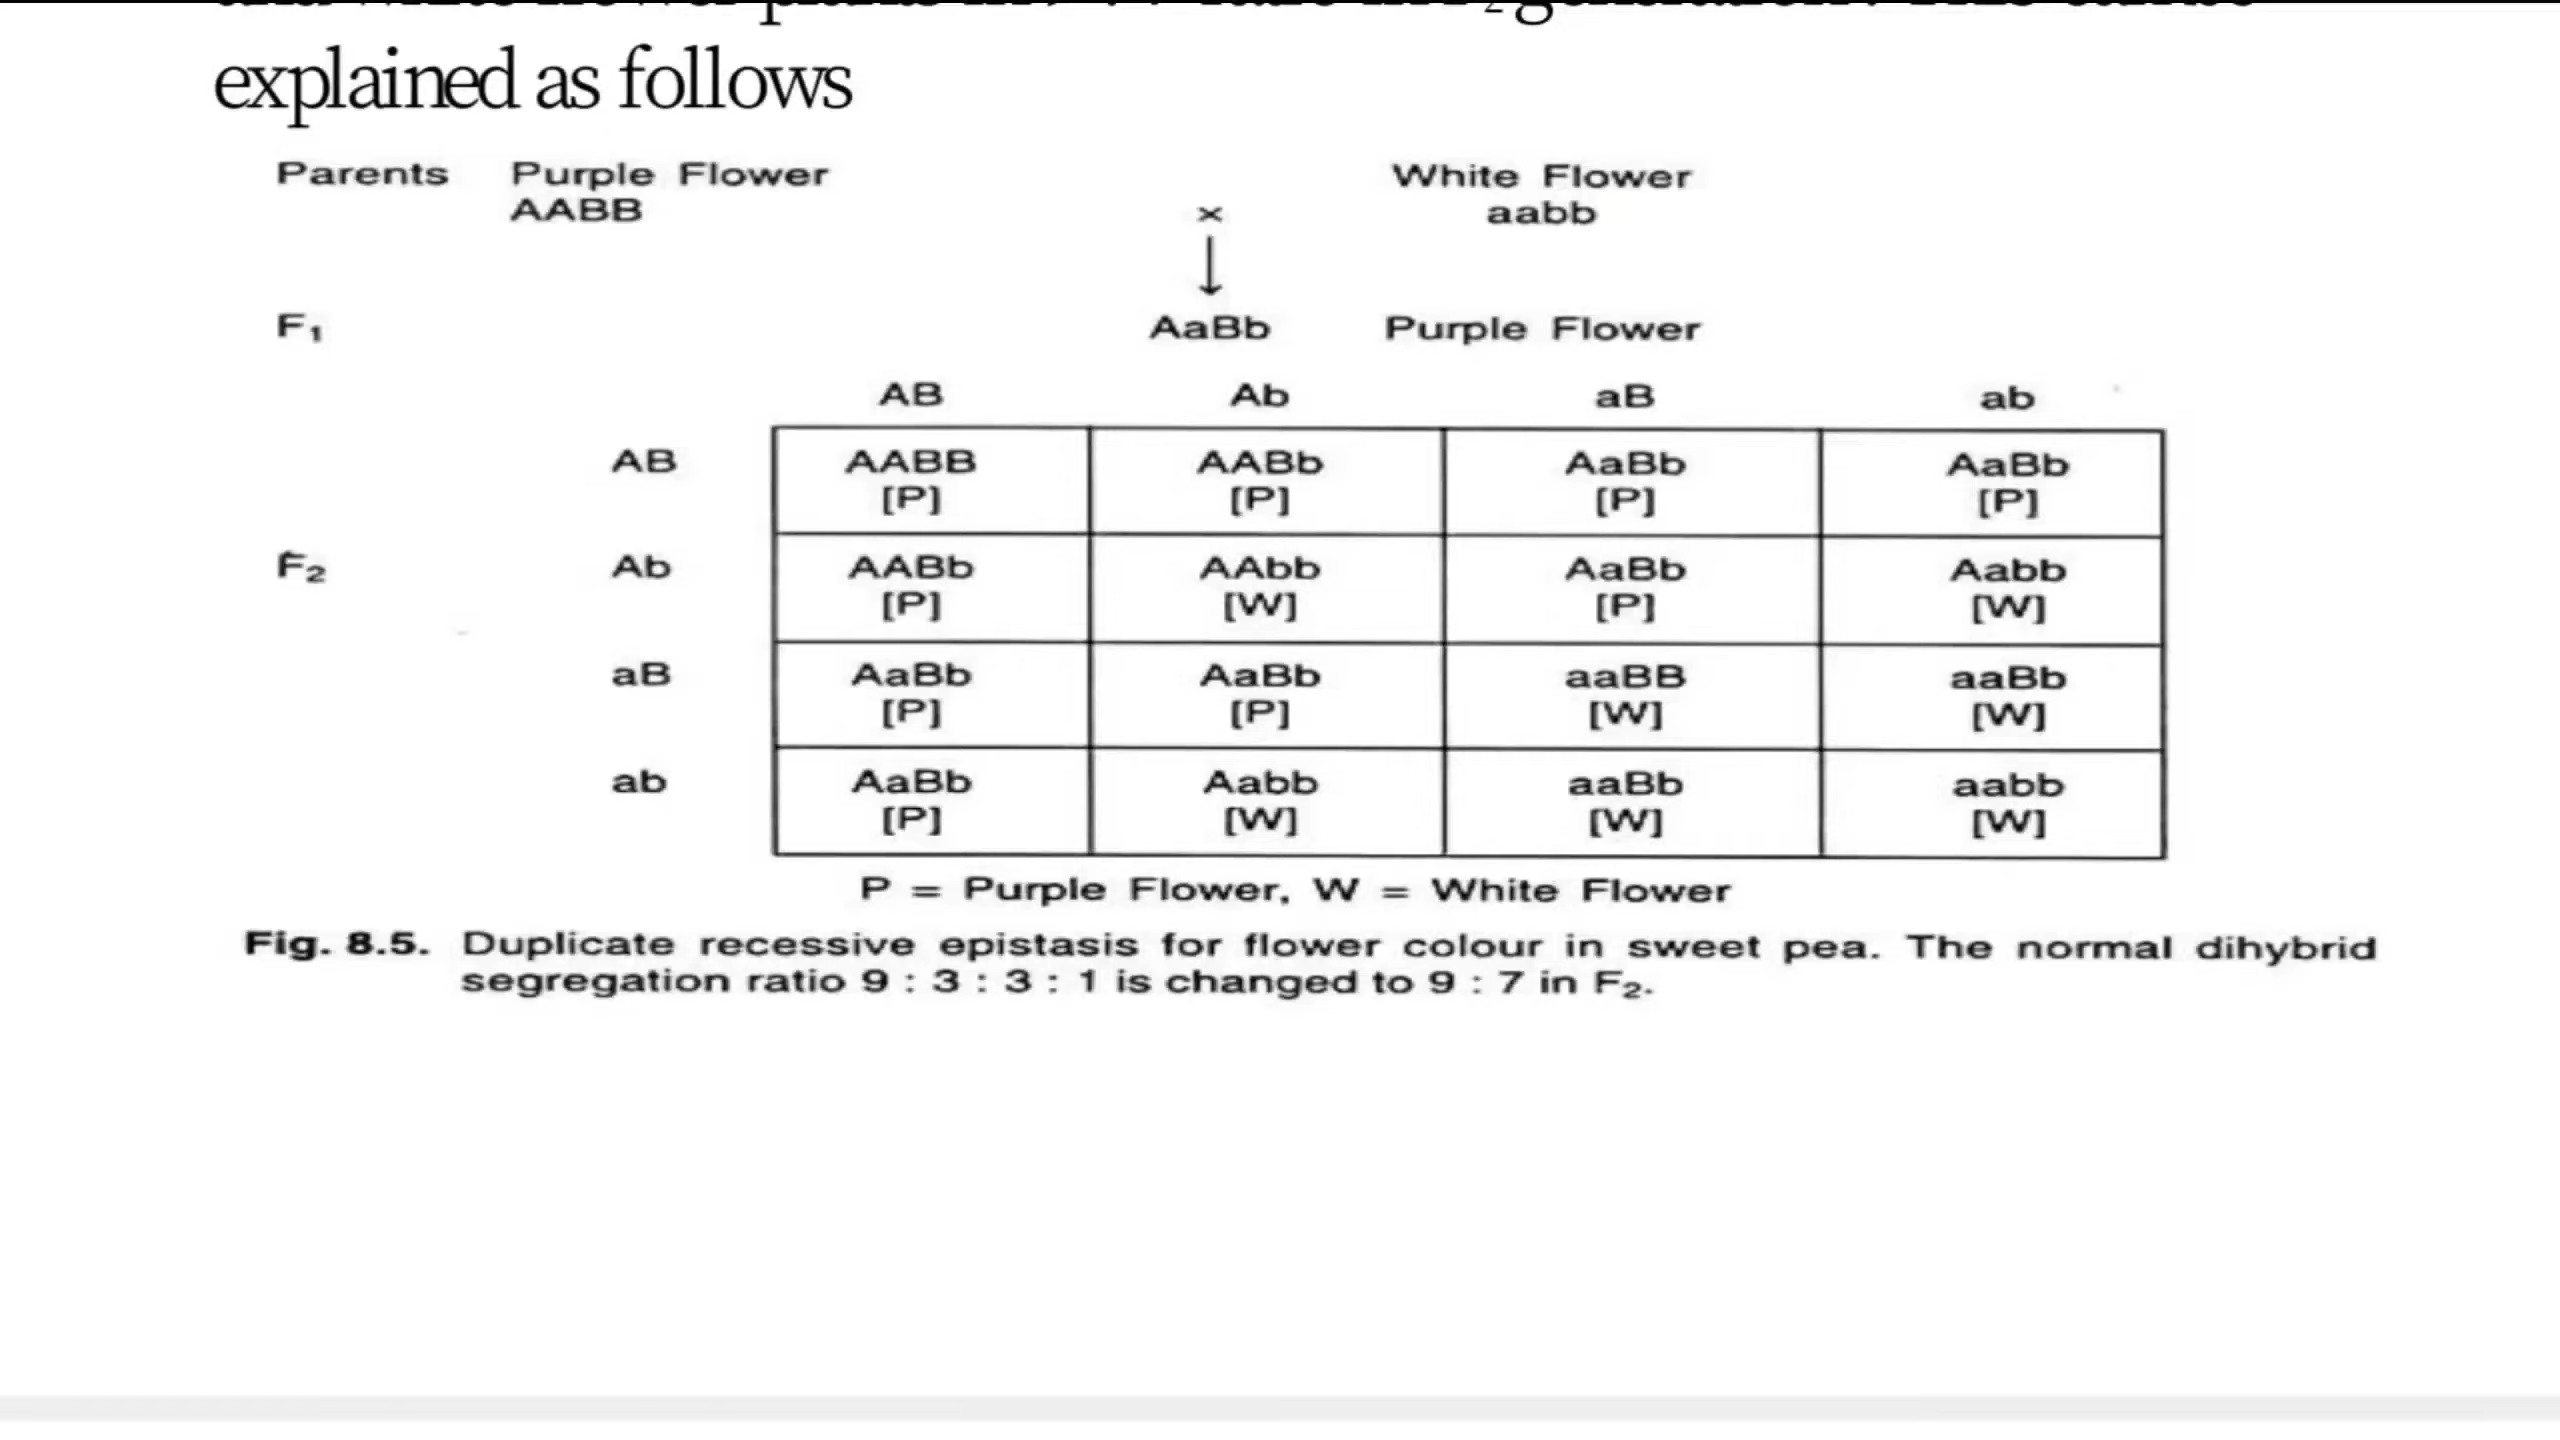 explained as follows
Parents Purple Flower White Flower
AABB × aabb
F₁ AaBb Purple Flower
AB Ab aB ab
AB AABB AABb AaBb AaBb
[P] [P] [P] [P]
F₂ Ab AABb AAbb AaBb Aabb
[P] [W] [P] [W]
aB AaBb AaBb aaBB aaBb
[P] [P] [W] [W]
ab AaBb Aabb aaBb aabb
[P] [W] [W] [W]
P = Purple Flower, W = White Flower
Fig. 8.5. Duplicate recessive epistasis for flower colour in sweet pea. The normal dihybrid
segregation ratio 9 : 3 : 3 : 1 is changed to 9 : 7 in F₂.